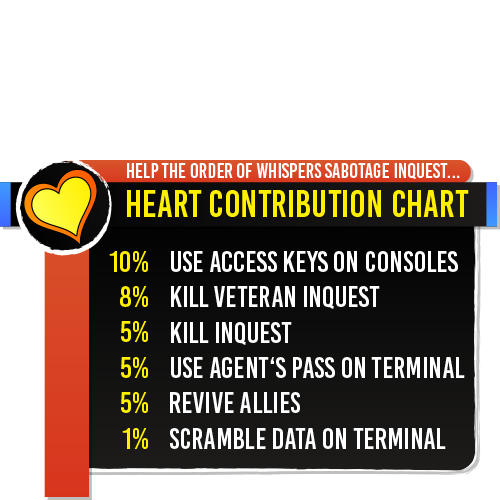 HELP THE ORDER OF WHISPERS SABOTAGE INQUEST...
HEART CONTRIBUTION CHART
10% USE ACCESS KEYS ON CONSOLES
8% KILL VETERAN INQUEST
5% KILL INQUEST
5% USE AGENT'S PASS ON TERMINAL
5% REVIVE ALLIES
1% SCRAMBLE DATA ON TERMINAL